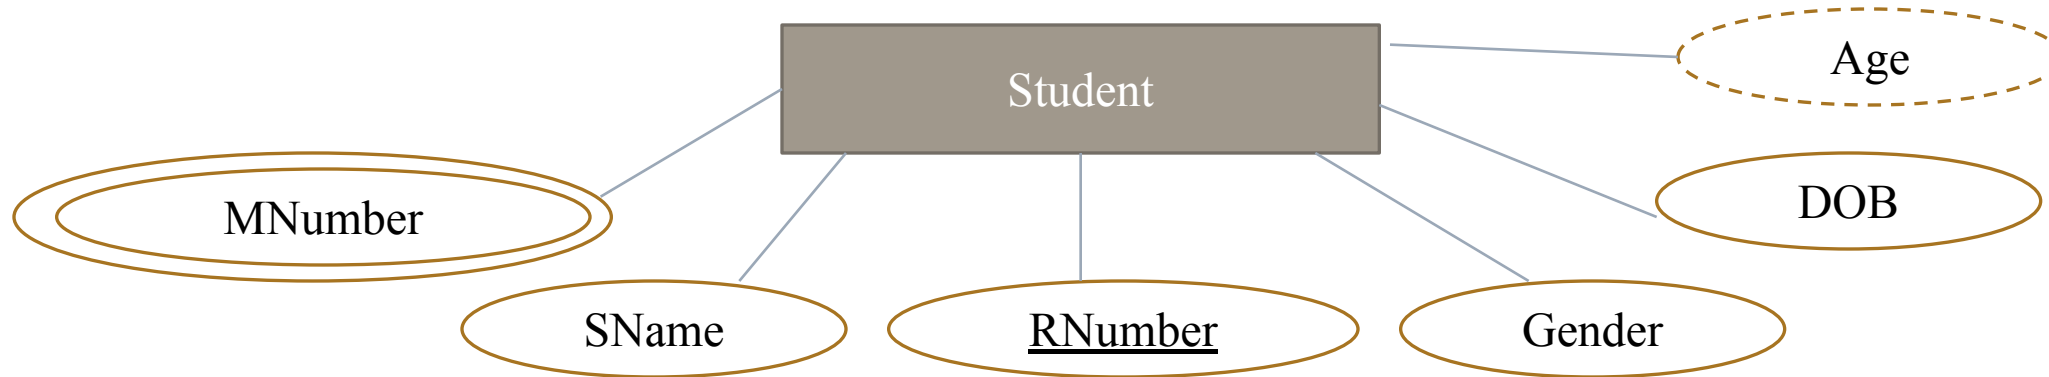 Student
Age
MNumber
DOB
SName
RNumber
Gender